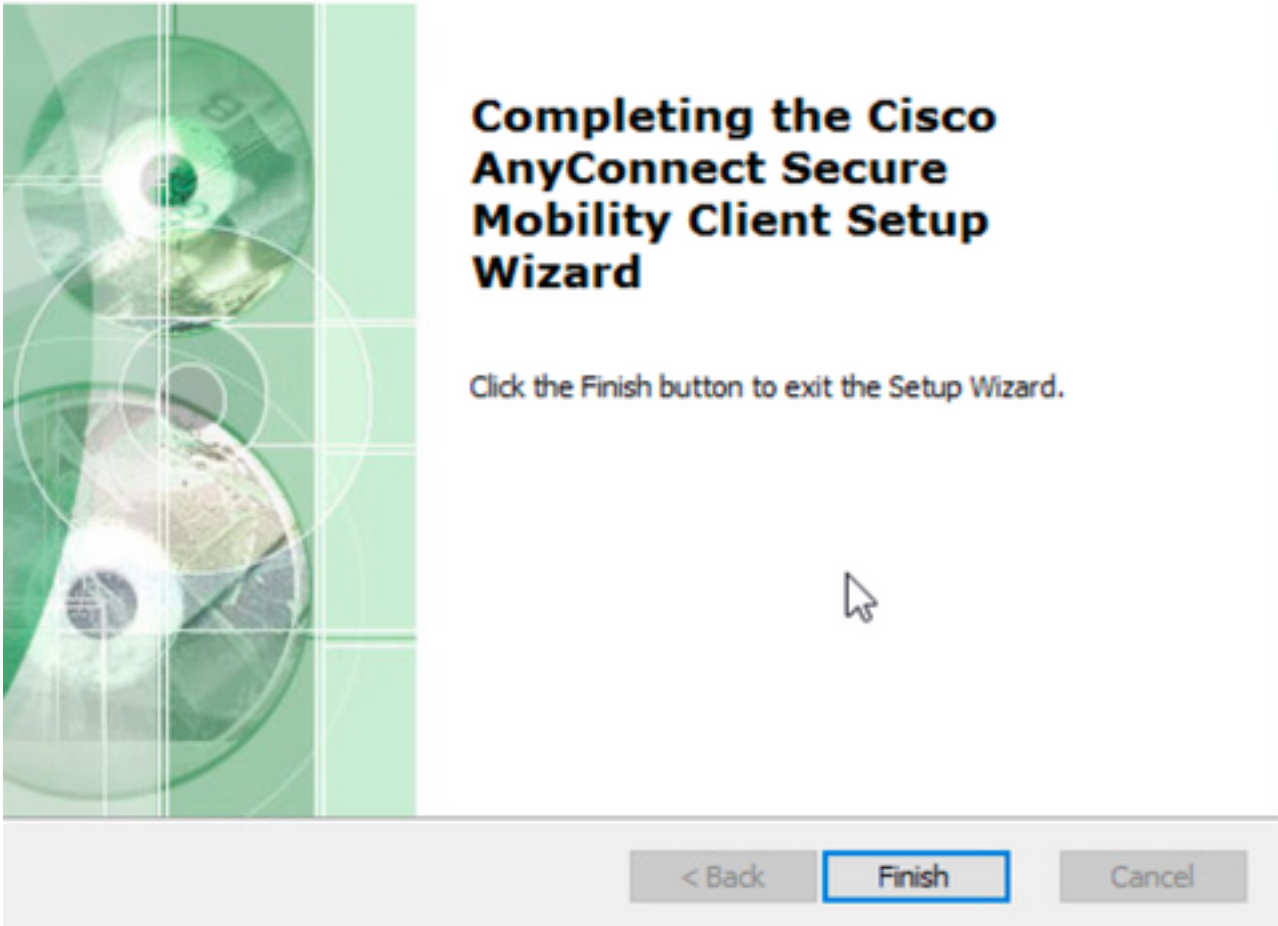 Completing the Cisco
AnyConnect Secure
Mobility Client Setup
Wizard
Click the Finish button to exit the Setup Wizard.
< Back
Finish
Cancel